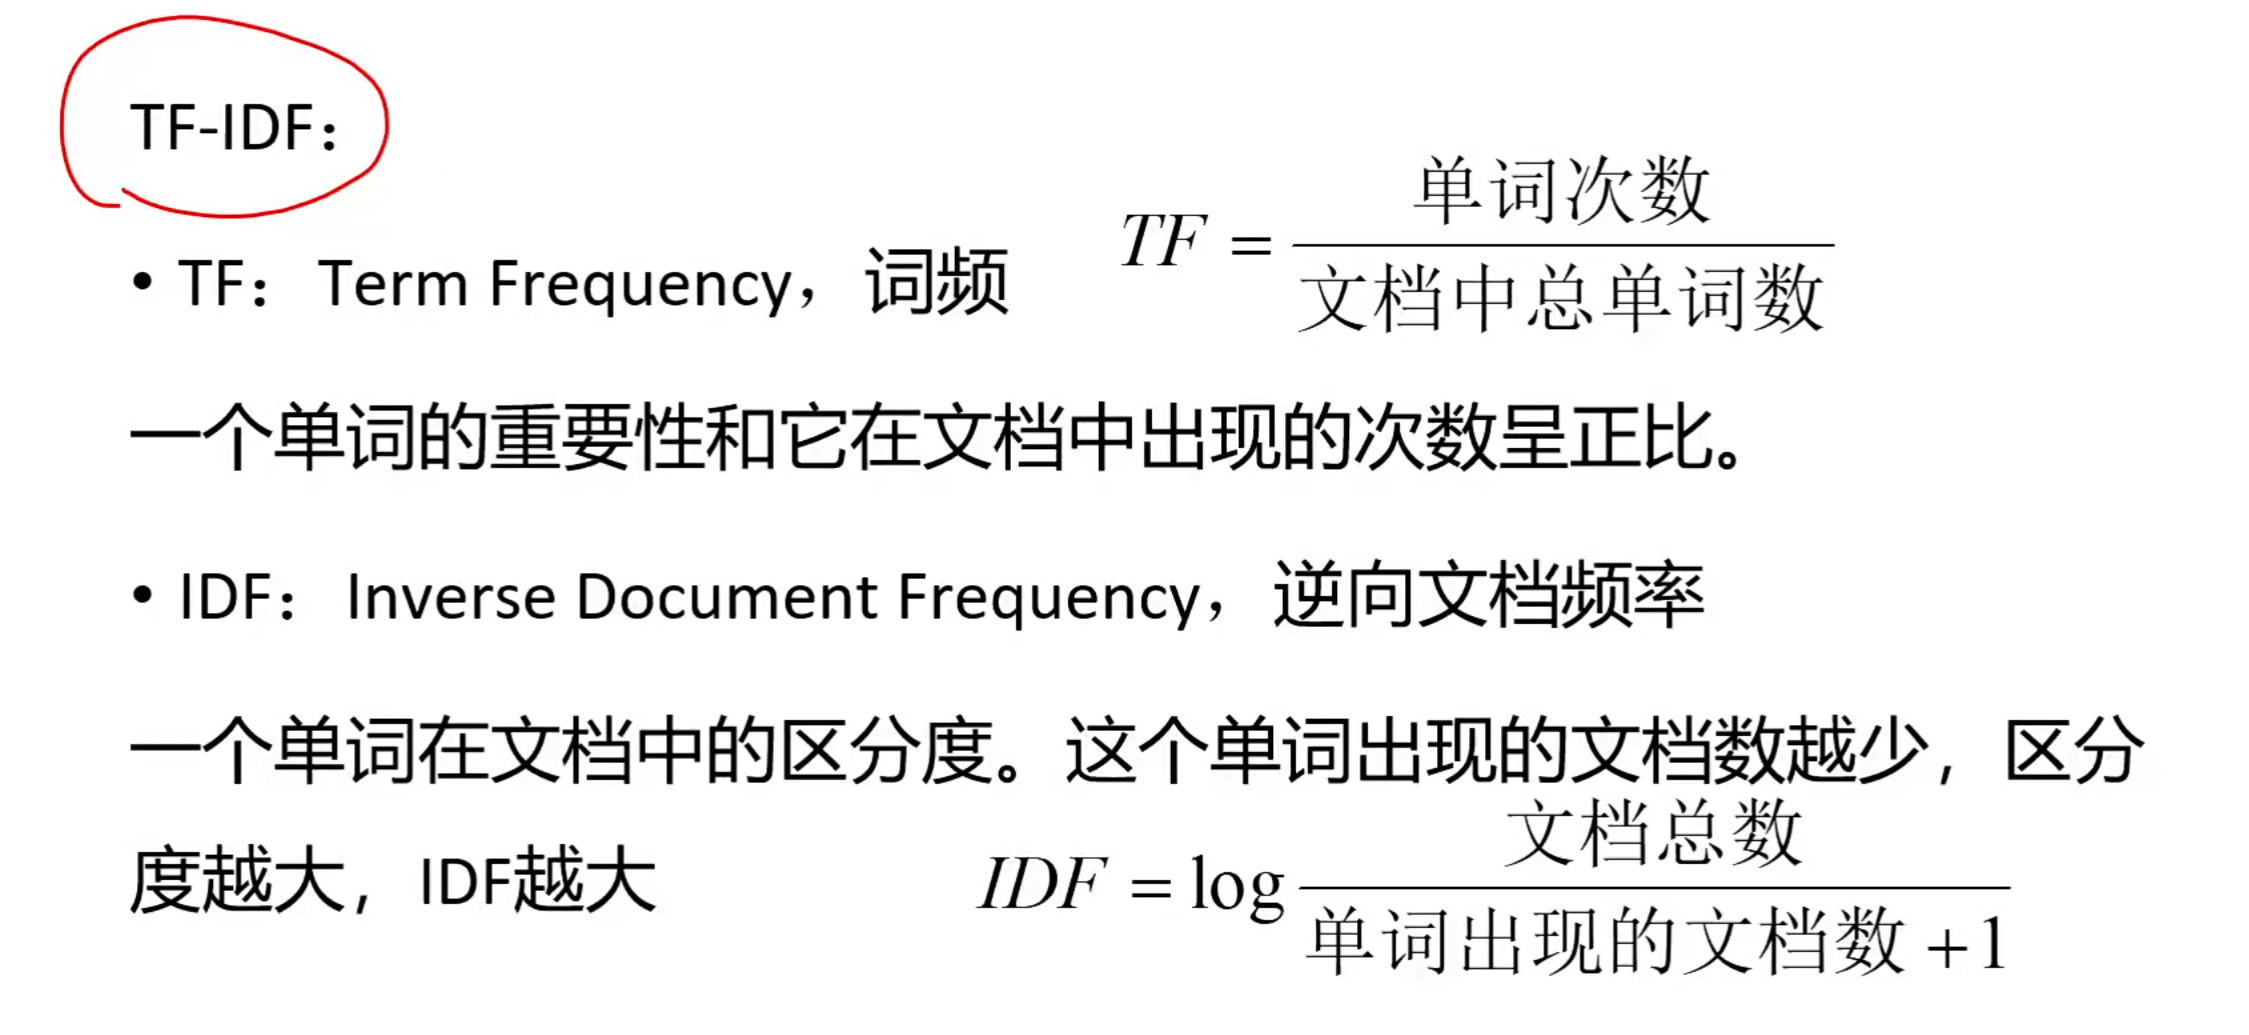 TF-IDF：
• TF： Term Frequency，词频
TF = 单词次数 / 文档中总单词数
一个单词的重要性和它在文档中出现的次数呈正比。
• IDF： Inverse Document Frequency，逆向文档频率
一个单词在文档中的区分度。这个单词出现的文档数越少，区分
度越大，IDF越大
IDF = log 文档总数 / 单词出现的文档数 +1